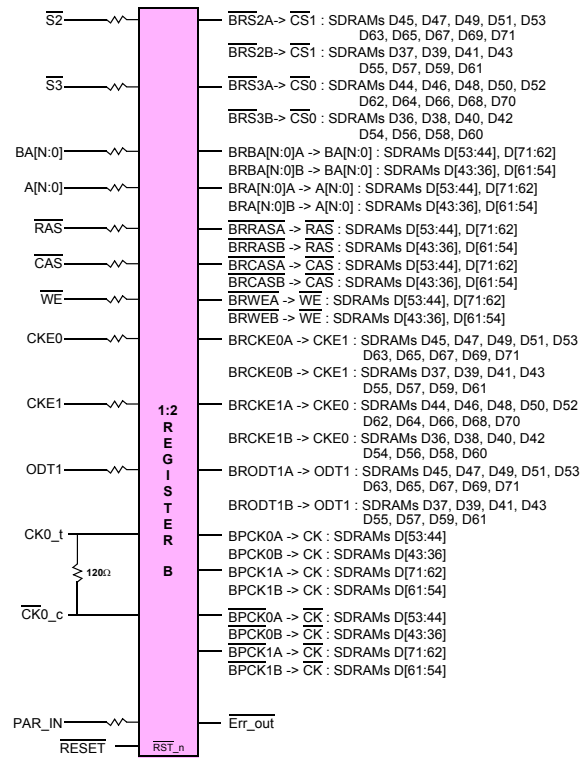 S2
BRS2A-> CS1 : SDRAMs D45, D47, D49, D51, D53
D63, D65, D67, D69, D71
BRS2B-> CS1 : SDRAMs D37, D39, D41, D43
D55, D57, D59, D61
S3
BRS3A-> CS0 : SDRAMs D44, D46, D48, D50, D52
D62, D64, D66, D68, D70
BRS3B-> CS0 : SDRAMs D36, D38, D40, D42
D54, D56, D58, D60
BA[N:0]
BRBA[N:0]A -> BA[N:0] : SDRAMs D[53:44], D[71:62]
BRBA[N:0]B -> BA[N:0] : SDRAMs D[43:36], D[61:54]
A[N:0]
BRA[N:0]A -> A[N:0] : SDRAMs D[53:44], D[71:62]
BRA[N:0]B -> A[N:0] : SDRAMs D[43:36], D[61:54]
RAS
BRRASA -> RAS : SDRAMs D[53:44], D[71:62]
BRRASB -> RAS : SDRAMs D[43:36], D[61:54]
CAS
BRCASA -> CAS : SDRAMs D[53:44], D[71:62]
BRCASB -> CAS : SDRAMs D[43:36], D[61:54]
WE
BRWEA -> WE : SDRAMs D[53:44], D[71:62]
BRWEB -> WE : SDRAMs D[43:36], D[61:54]
CKE0
BRCKE0A -> CKE1 : SDRAMs D45, D47, D49, D51, D53
D63, D65, D67, D69, D71
BRCKE0B -> CKE1 : SDRAMs D37, D39, D41, D43
D55, D57, D59, D61
CKE1
BRCKE1A -> CKE0 : SDRAMs D44, D46, D48, D50, D52
D62, D64, D66, D68, D70
BRCKE1B -> CKE0 : SDRAMs D36, D38, D40, D42
D54, D56, D58, D60
1:2
R
E
G
I
S
T
E
R
B
ODT1
BRODT1A -> ODT1 : SDRAMs D45, D47, D49, D51, D53
D63, D65, D67, D69, D71
BRODT1B -> ODT1 : SDRAMs D37, D39, D41, D43
D55, D57, D59, D61
CK0_t
BPCK0A -> CK : SDRAMs D[53:44]
BPCK0B -> CK : SDRAMs D[43:36]
120Ω
BPCK1A -> CK : SDRAMs D[71:62]
BPCK1B -> CK : SDRAMs D[61:54]
CK0_c
BPCK0A -> CK : SDRAMs D[53:44]
BPCK0B -> CK : SDRAMs D[43:36]
BPCK1A -> CK : SDRAMs D[71:62]
BPCK1B -> CK : SDRAMs D[61:54]
PAR_IN
Err_out
RESET
RST_n